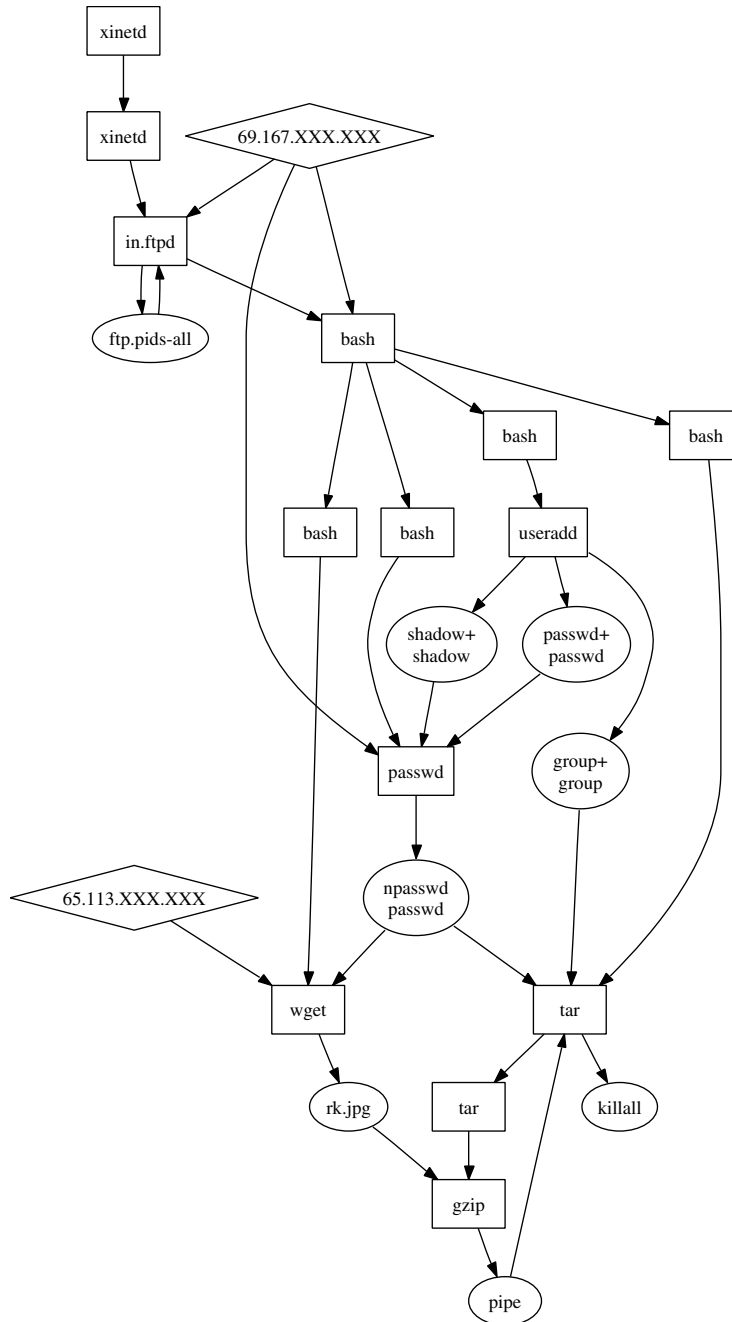 xinetd
xinetd
69.167.XXX.XXX
in.ftpd
ftp.pids-all
bash
bash
bash
bash
bash
useradd
shadow+
shadow
passwd+
passwd
passwd
group+
group
npasswd
passwd
65.113.XXX.XXX
wget
tar
rk.jpg
tar
killall
gzip
pipe